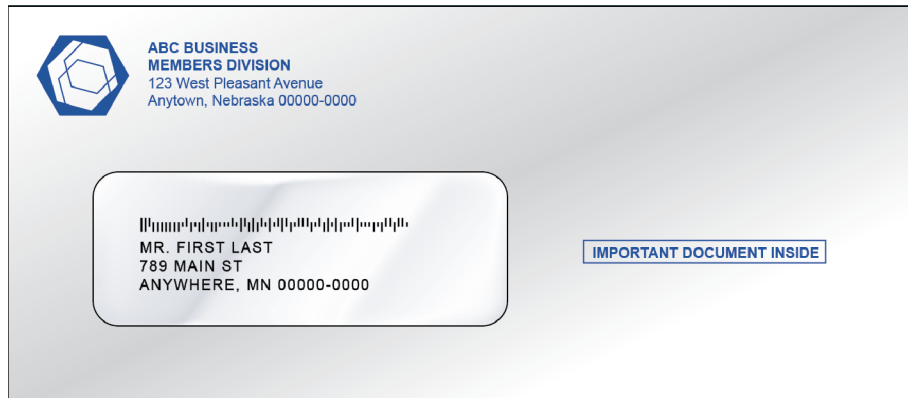 ABC BUSINESS
MEMBERS DIVISION
123 West Pleasant Avenue
Anytown, Nebraska 00000-0000
MR. FIRST LAST
789 MAIN ST
ANYWHERE, MN 00000-0000
IMPORTANT DOCUMENT INSIDE